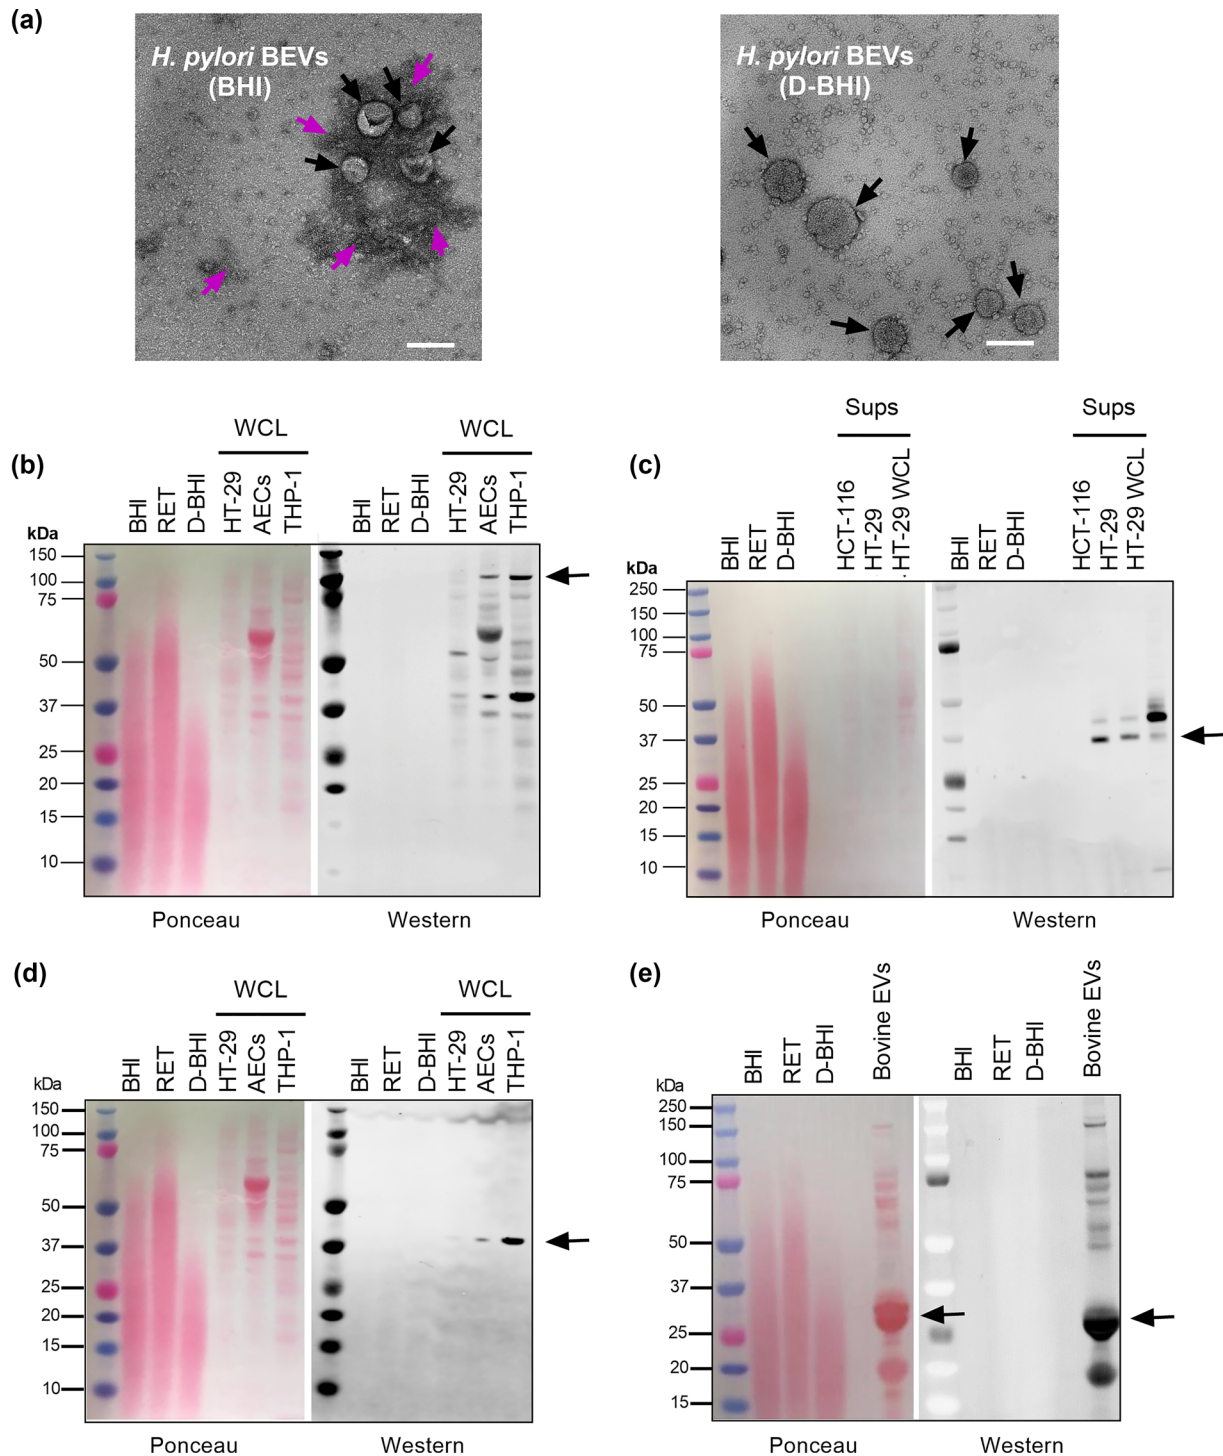 (a)
H. pylori BEVs
(BHI)
H. pylori BEVs
(D-BHI)
(b)
WCL
WCL
kDa
BHI
RET
D-BHI
HT-29
AECs
THP-1
BHI
RET
D-BHI
HT-29
AECs
THP-1
150
100
75
50
37
25
20
15
10
Ponceau
Western
(c)
Sups
Sups
kDa
BHI
RET
D-BHI
HCT-116
HT-29
HT-29 WCL
BHI
RET
D-BHI
HCT-116
HT-29
HT-29 WCL
250
150
100
75
50
37
25
20
15
10
Ponceau
Western
(d)
WCL
WCL
kDa
BHI
RET
D-BHI
HT-29
AECs
THP-1
BHI
RET
D-BHI
HT-29
AECs
THP-1
150
100
75
50
37
25
20
15
10
Ponceau
Western
(e)
kDa
BHI
RET
D-BHI
Bovine EVs
BHI
RET
D-BHI
Bovine EVs
250
150
100
75
50
37
25
20
15
Ponceau
Western